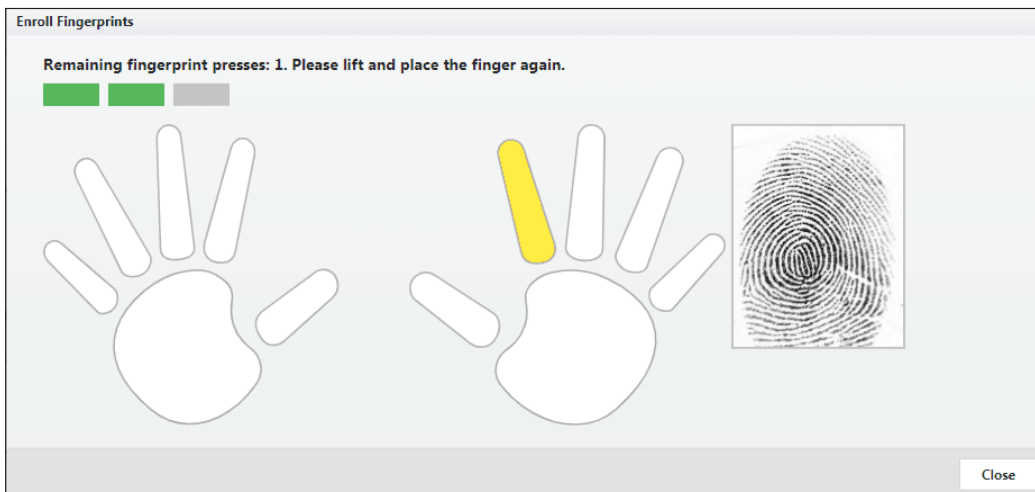 Enroll Fingerprints
Remaining fingerprint presses: 1. Please lift and place the finger again.
Close